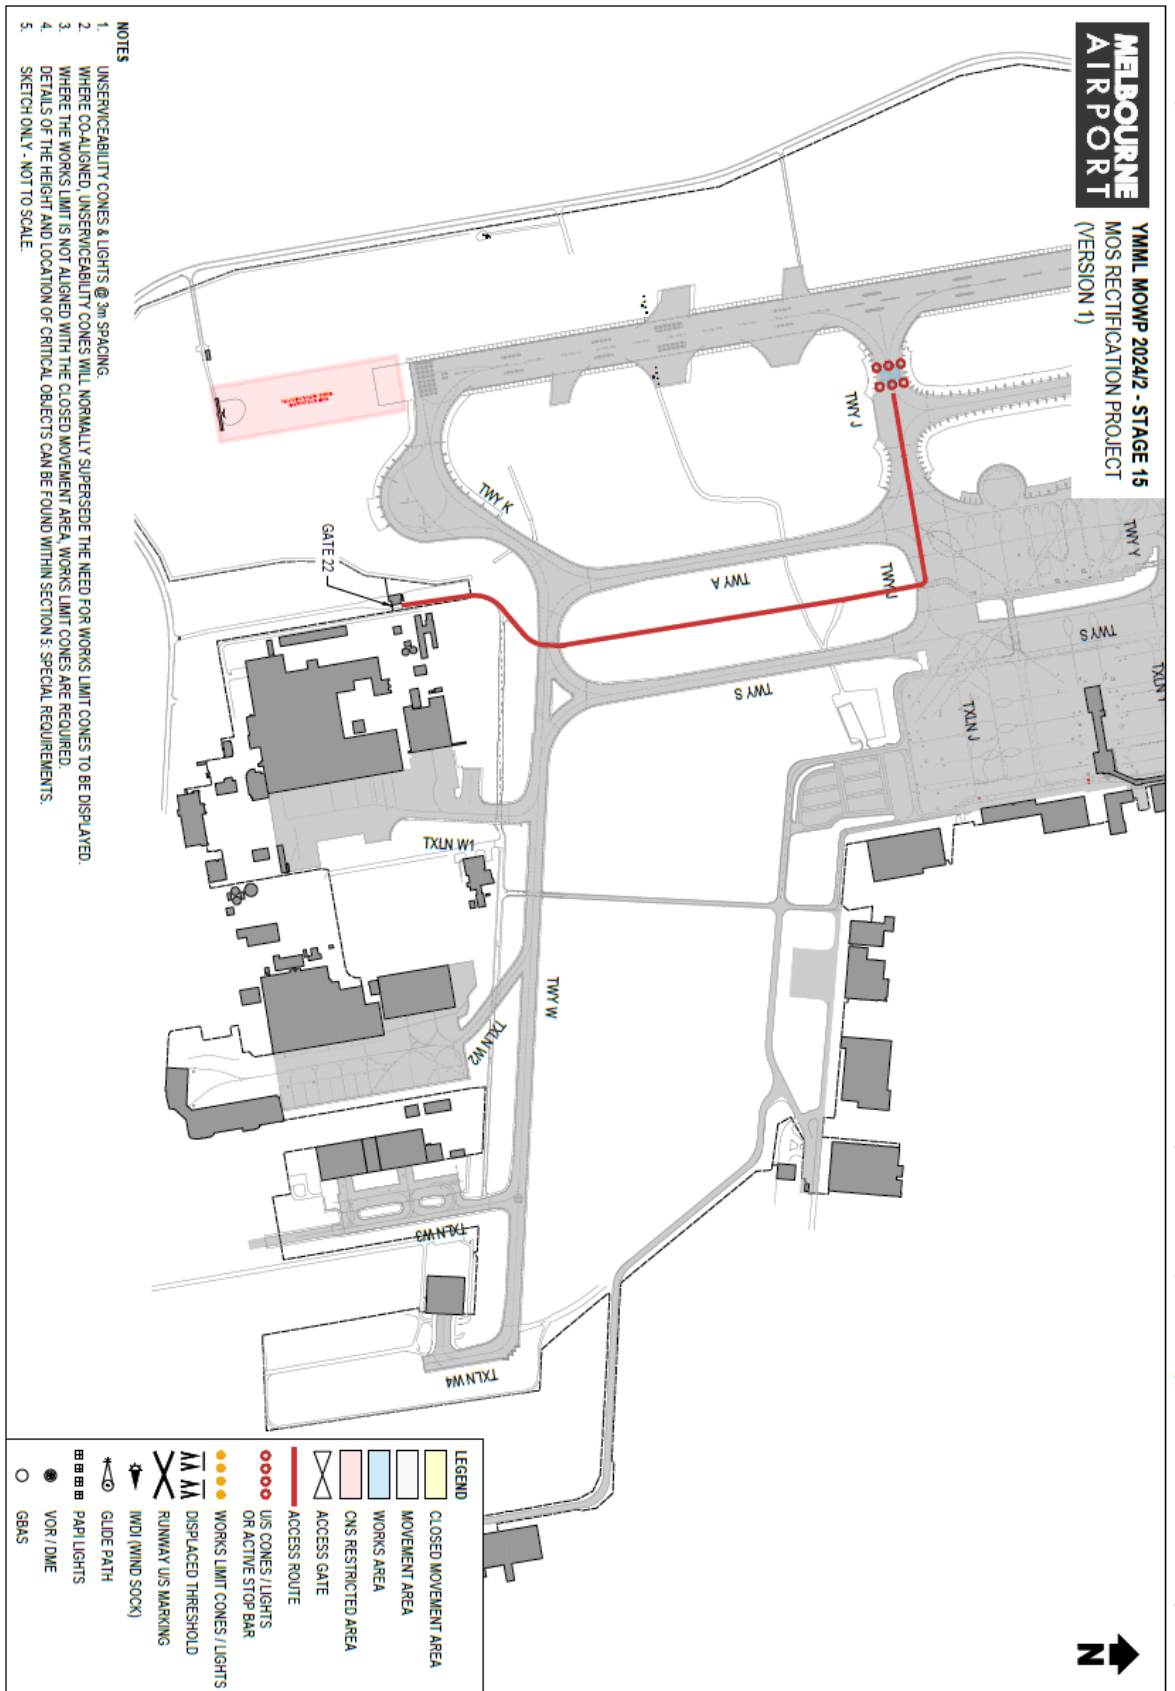 MELBOURNE
AIRPORT
YMML MOWP 2024/2 - STAGE 15
MOS RECTIFICATION PROJECT
(VERSION 1)
TWY J
TWY K
GATE 22
TWY A
TWY J
TWY Y
TWY S
TWY S
TXLN J
TXLN W1
TWY W
TXLN W2
TXLN W3
TXLN W4
NOTES
1. UNSERVICEABILITY CONES & LIGHTS @ 3m SPACING.
2. WHERE CO-ALIGNED, UNSERVICEABILITY CONES WILL NORMALLY SUPERSEDE THE NEED FOR WORKS LIMIT CONES TO BE DISPLAYED.
3. WHERE THE WORKS LIMIT IS NOT ALIGNED WITH THE CLOSED MOVEMENT AREA, WORKS LIMIT CONES ARE REQUIRED.
4. DETAILS OF THE HEIGHT AND LOCATION OF CRITICAL OBJECTS CAN BE FOUND WITHIN SECTION 5: SPECIAL REQUIREMENTS.
5. SKETCH ONLY - NOT TO SCALE.
LEGEND
CLOSED MOVEMENT AREA
MOVEMENT AREA
WORKS AREA
CNS RESTRICTED AREA
ACCESS GATE
ACCESS ROUTE
U/S CONES / LIGHTS
OR ACTIVE STOP BAR
WORKS LIMIT CONES / LIGHTS
DISPLACED THRESHOLD
RUNWAY U/S MARKING
IWDI (WIND SOCK)
GLIDE PATH
PAPI LIGHTS
VOR / DME
GBAS
N